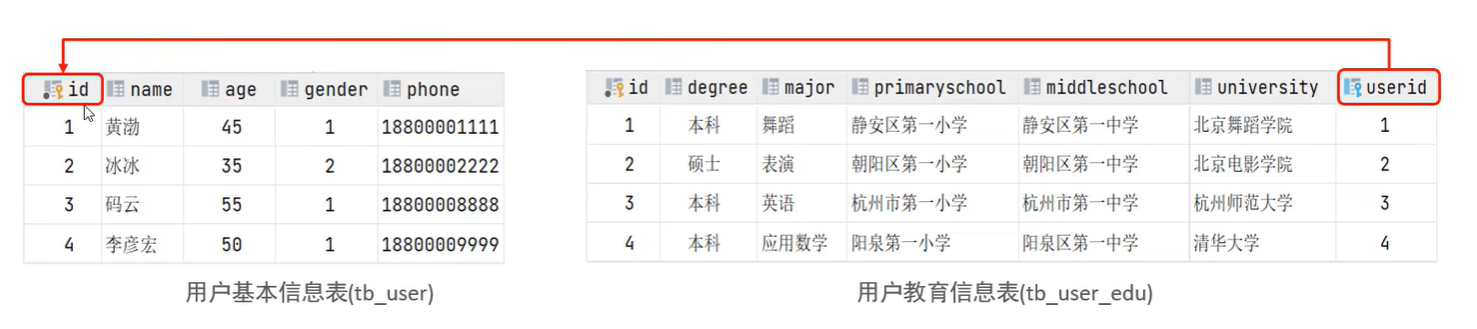 id name age gender phone
1 黄渤 45 1 18800001111
2 冰冰 35 2 18800002222
3 码云 55 1 18800008888
4 李彦宏 50 1 18800009999
用户基本信息表(tb_user)
id degree major primaryschool middleschool university userid
1 本科 舞蹈 静安区第一小学 静安区第一中学 北京舞蹈学院 1
2 硕士 表演 朝阳区第一小学 朝阳区第一中学 北京电影学院 2
3 本科 英语 杭州市第一小学 杭州市第一中学 杭州师范大学 3
4 本科 应用数学 阳泉第一小学 阳泉区第一中学 清华大学 4
用户教育信息表(tb_user_edu)